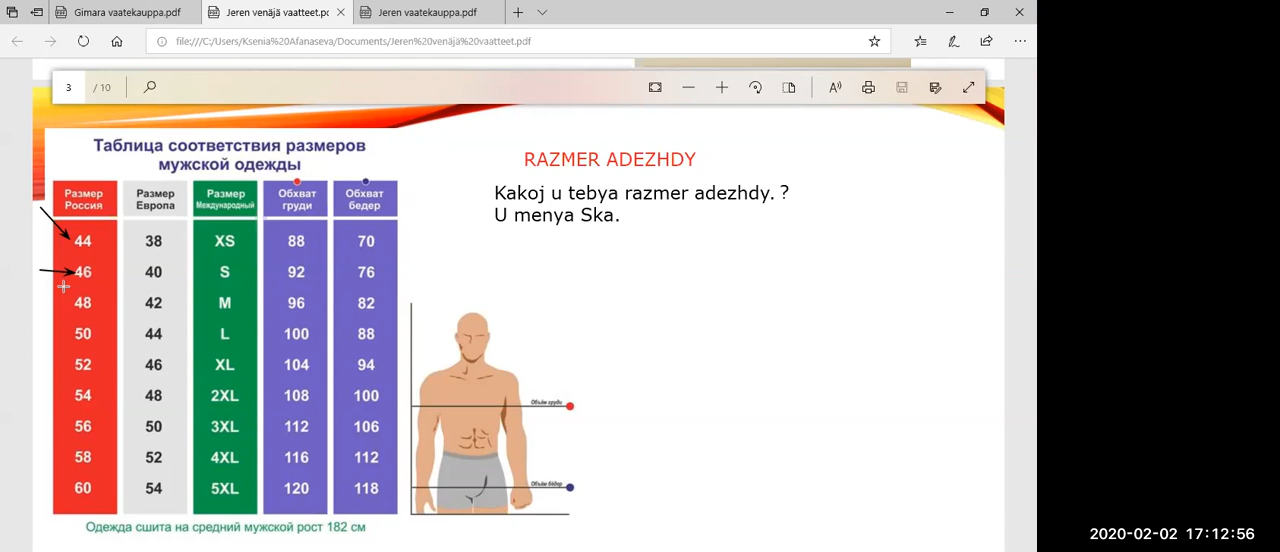 Gimara vaatekauppa.pdf
Jeren venäjä vaatteet.pd
Jeren vaatekauppa.pdf
file:///C:/Users/Ksenia%20Afanaseva/Documents/Jeren%20venäjä%20vaatteet.pdf
3 / 10
Таблица соответствия размеров
мужской одежды
Размер Россия Размер Европа Размер Международный Обхват груди Обхват бедер
44 38 XS 88 70
46 40 S 92 76
48 42 M 96 82
50 44 L 100 88
52 46 XL 104 94
54 48 2XL 108 100
56 50 3XL 112 106
58 52 4XL 116 112
60 54 5XL 120 118
Одежда сшита на средний мужской рост 182 см
RAZMER ADEZHDY
Kakoj u tebya razmer adezhdy. ?
U menya Ska.
Объём груди
Объём бёдер
2020-02-02 17:12:56